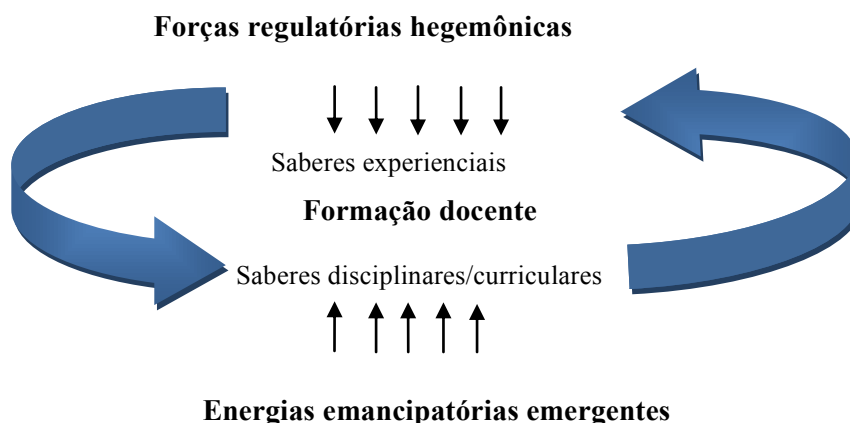 Forças regulatórias hegemônicas
Saberes experienciais
Formação docente
Saberes disciplinares/curriculares
Energias emancipatórias emergentes